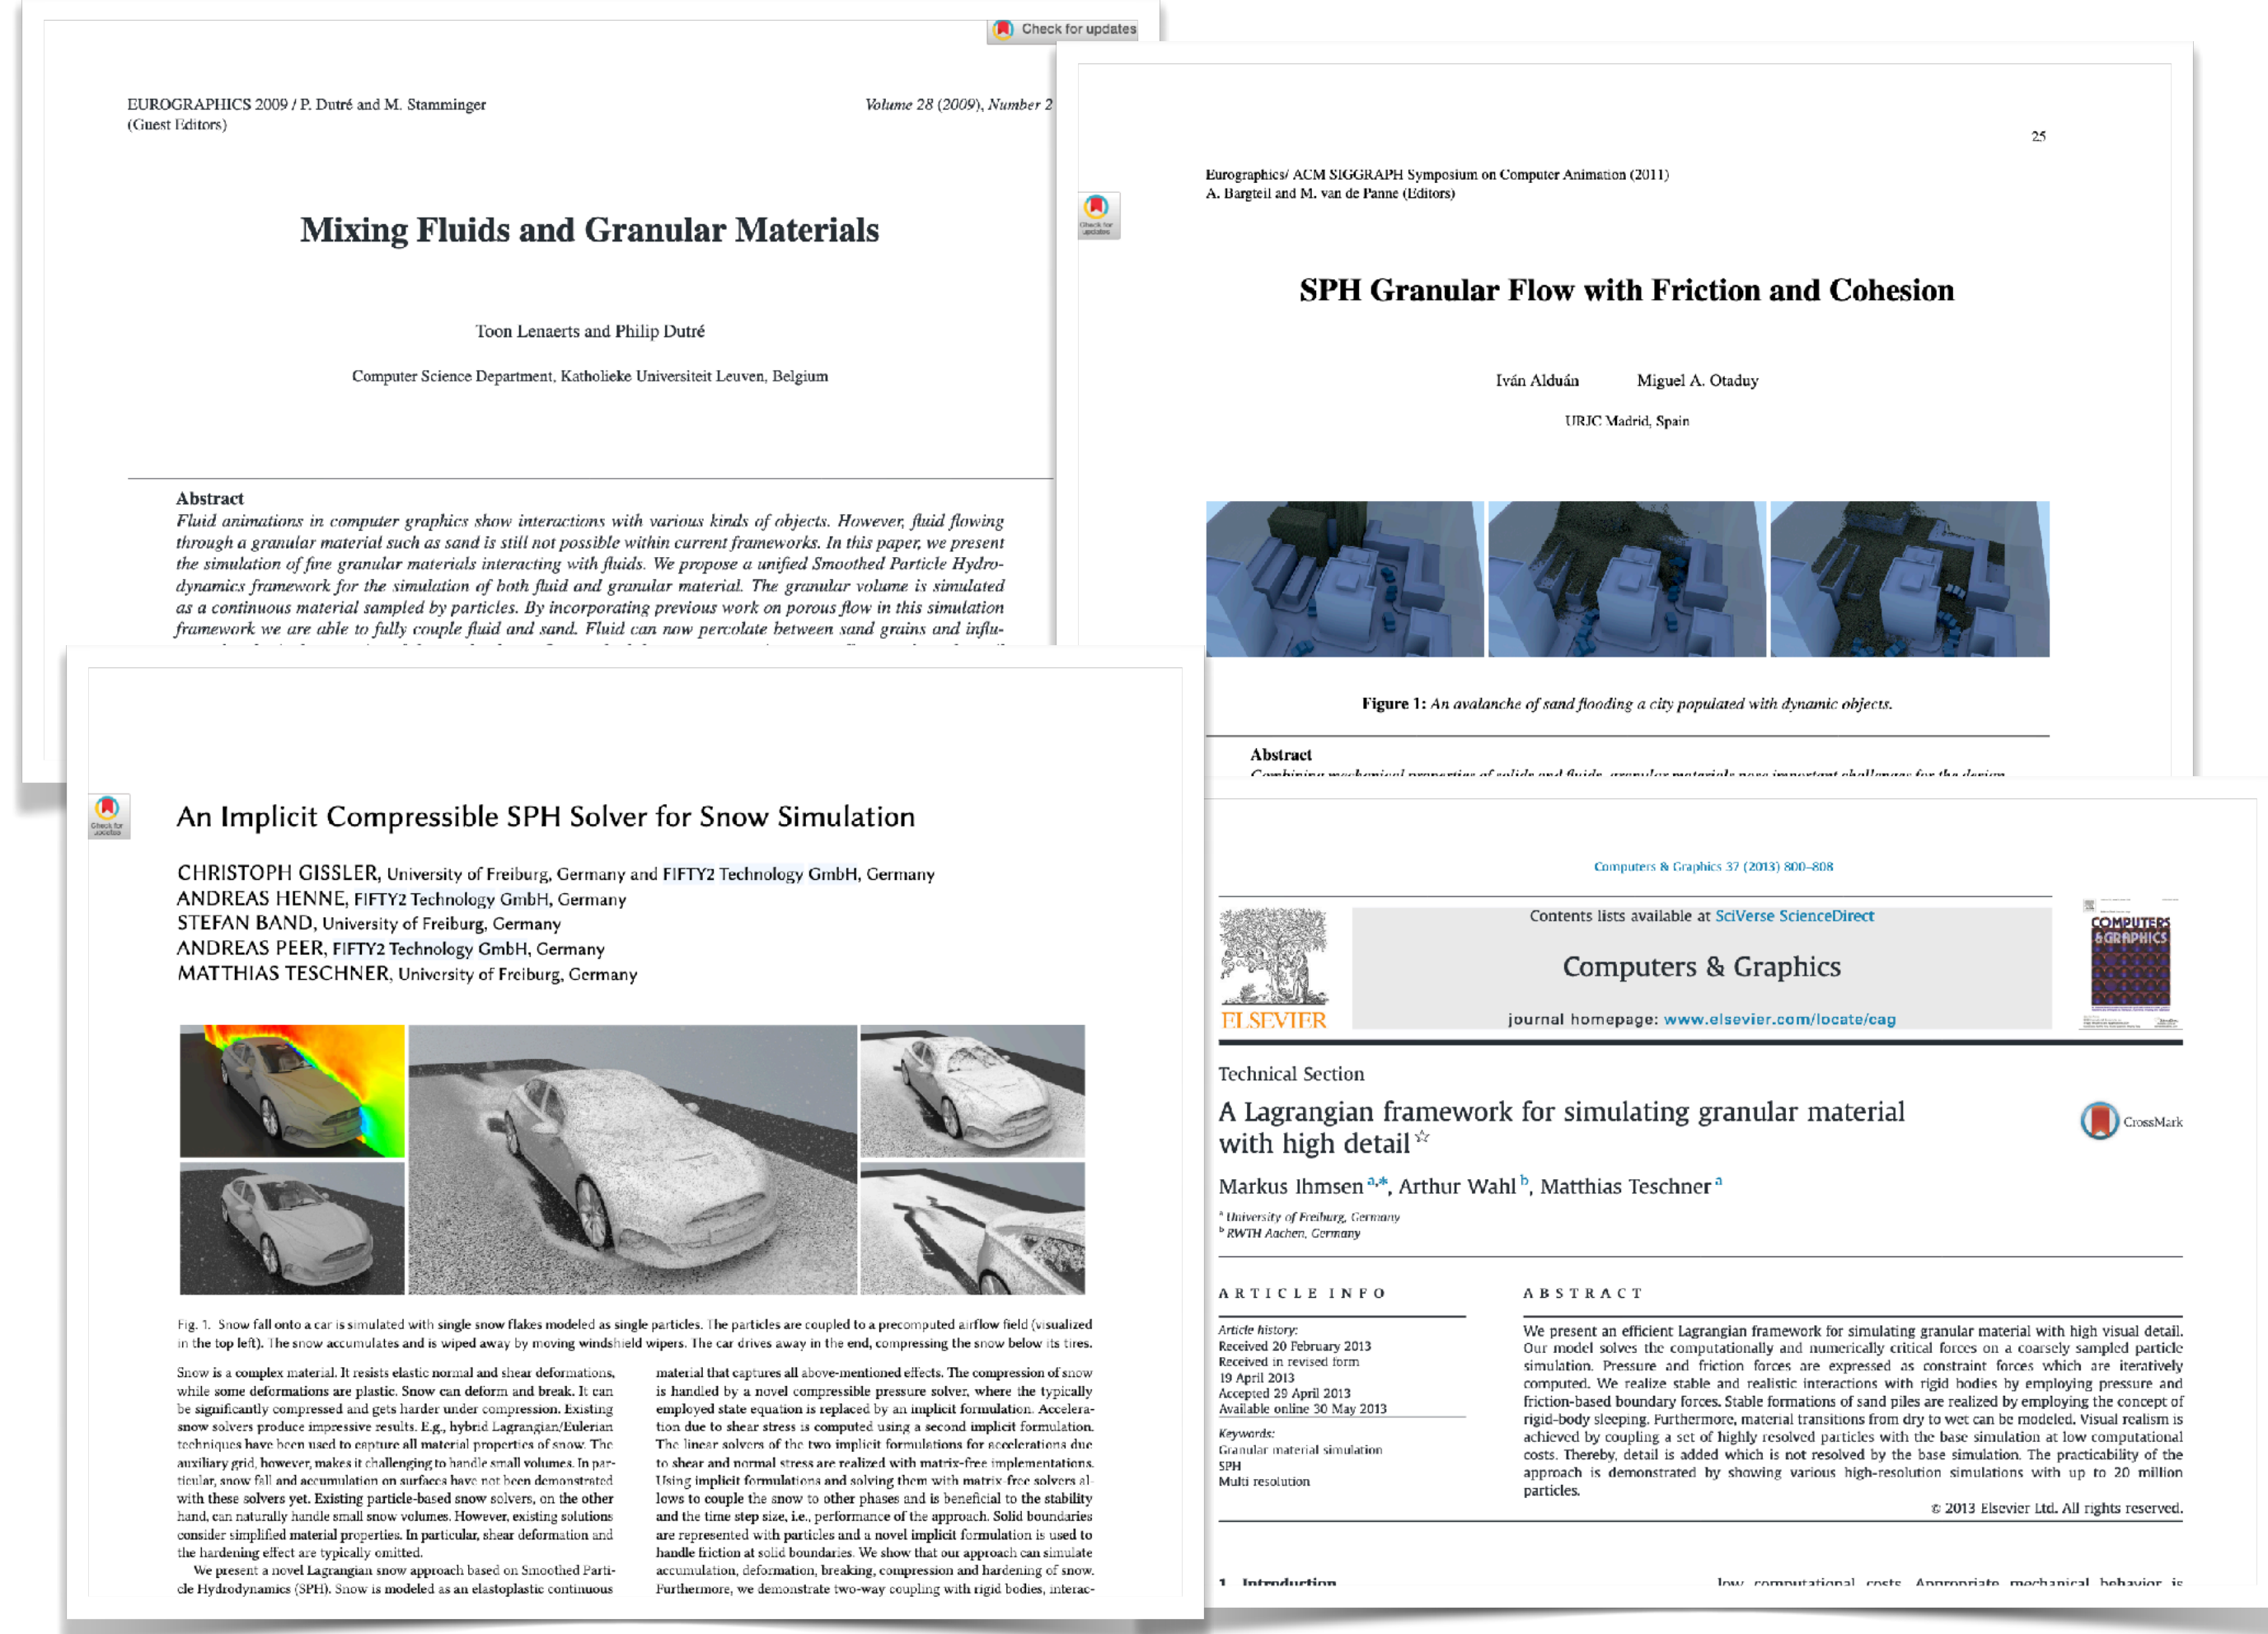 Check for updates
EUROGRAPHICS 2009 / P. Dutré and M. Stamminger
(Guest Editors)
Volume 28 (2009), Number 2
Mixing Fluids and Granular Materials
Toon Lenaerts and Philip Dutré
Computer Science Department, Katholieke Universiteit Leuven, Belgium
Abstract
Fluid animations in computer graphics show interactions with various kinds of objects. However, fluid flowing
through a granular material such as sand is still not possible within current frameworks. In this paper, we present
the simulation of fine granular materials interacting with fluids. We propose a unified Smoothed Particle Hydro-
dynamics framework for the simulation of both fluid and granular material. The granular volume is simulated
as a continuous material sampled by particles. By incorporating previous work on porous flow in this simulation
framework we are able to fully couple fluid and sand. Fluid can now percolate between sand grains and influ-
25
Eurographics/ ACM SIGGRAPH Symposium on Computer Animation (2011)
A. Bargteil and M. van de Panne (Editors)
Check for
updates
SPH Granular Flow with Friction and Cohesion
Iván Alduán Miguel A. Otaduy
URJC Madrid, Spain
Figure 1: An avalanche of sand flooding a city populated with dynamic objects.
Abstract
Combining mechanical properties of solids and fluids, granular materials pose important challenges for the design
Check for
updates
An Implicit Compressible SPH Solver for Snow Simulation
CHRISTOPH GISSLER, University of Freiburg, Germany and FIFTY2 Technology GmbH, Germany
ANDREAS HENNE, FIFTY2 Technology GmbH, Germany
STEFAN BAND, University of Freiburg, Germany
ANDREAS PEER, FIFTY2 Technology GmbH, Germany
MATTHIAS TESCHNER, University of Freiburg, Germany
Fig. 1. Snow fall onto a car is simulated with single snow flakes modeled as single particles. The particles are coupled to a precomputed airflow field (visualized
in the top left). The snow accumulates and is wiped away by moving windshield wipers. The car drives away in the end, compressing the snow below its tires.
Snow is a complex material. It resists elastic normal and shear deformations,
while some deformations are plastic. Snow can deform and break. It can
be significantly compressed and gets harder under compression. Existing
snow solvers produce impressive results. E.g., hybrid Lagrangian/Eulerian
techniques have been used to capture all material properties of snow. The
auxiliary grid, however, makes it challenging to handle small volumes. In par-
ticular, snow fall and accumulation on surfaces have not been demonstrated
with these solvers yet. Existing particle-based snow solvers, on the other
hand, can naturally handle small snow volumes. However, existing solutions
consider simplified material properties. In particular, shear deformation and
the hardening effect are typically omitted.
We present a novel Lagrangian snow approach based on Smoothed Parti-
cle Hydrodynamics (SPH). Snow is modeled as an elastoplastic continuous
material that captures all above-mentioned effects. The compression of snow
is handled by a novel compressible pressure solver, where the typically
employed state equation is replaced by an implicit formulation. Accelera-
tion due to shear stress is computed using a second implicit formulation.
The linear solvers of the two implicit formulations for accelerations due
to shear and normal stress are realized with matrix-free implementations.
Using implicit formulations and solving them with matrix-free solvers al-
lows to couple the snow to other phases and is beneficial to the stability
and the time step size, i.e., performance of the approach. Solid boundaries
are represented with particles and a novel implicit formulation is used to
handle friction at solid boundaries. We show that our approach can simulate
accumulation, deformation, breaking, compression and hardening of snow.
Furthermore, we demonstrate two-way coupling with rigid bodies, interac-
Computers & Graphics 37 (2013) 800–808
Contents lists available at SciVerse ScienceDirect
Computers & Graphics
journal homepage: www.elsevier.com/locate/cag
ELSEVIER
COMPUTERS
& GRAPHICS
Technical Section
A Lagrangian framework for simulating granular material
with high detail☆
CrossMark
Markus Ihmsen a,*, Arthur Wahl b, Matthias Teschner a
a University of Freiburg, Germany
b RWTH Aachen, Germany
ARTICLE INFO
Article history:
Received 20 February 2013
Received in revised form
19 April 2013
Accepted 29 April 2013
Available online 30 May 2013
Keywords:
Granular material simulation
SPH
Multi resolution
ABSTRACT
We present an efficient Lagrangian framework for simulating granular material with high visual detail.
Our model solves the computationally and numerically critical forces on a coarsely sampled particle
simulation. Pressure and friction forces are expressed as constraint forces which are iteratively
computed. We realize stable and realistic interactions with rigid bodies by employing pressure and
friction-based boundary forces. Stable formations of sand piles are realized by employing the concept of
rigid-body sleeping. Furthermore, material transitions from dry to wet can be modeled. Visual realism is
achieved by coupling a set of highly resolved particles with the base simulation at low computational
costs. Thereby, detail is added which is not resolved by the base simulation. The practicability of the
approach is demonstrated by showing various high-resolution simulations with up to 20 million
particles.
© 2013 Elsevier Ltd. All rights reserved.
1. Introduction
low computational costs. Appropriate mechanical behavior is